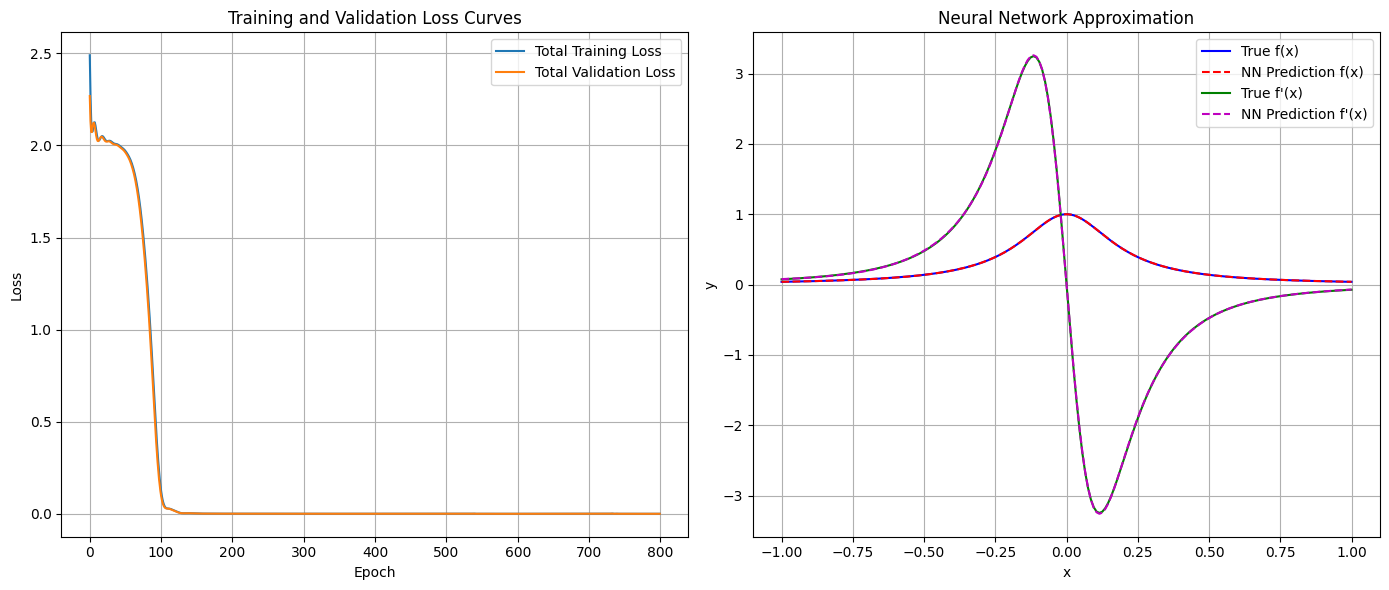 Training and Validation Loss Curves
Total Training Loss
Total Validation Loss
2.5
2.0
1.5
1.0
0.5
0.0
Loss
0 100 200 300 400 500 600 700 800
Epoch
Neural Network Approximation
True f(x)
NN Prediction f(x)
True f'(x)
NN Prediction f'(x)
3
2
1
0
−1
−2
−3
y
−1.00 −0.75 −0.50 −0.25 0.00 0.25 0.50 0.75 1.00
x